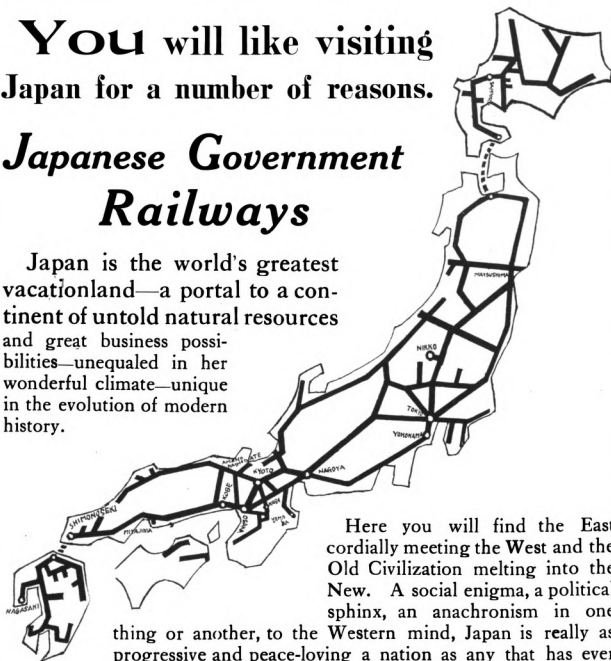 You will like visiting
Japan for a number of reasons.
Japanese Government
Railways
Japan is the world's greatest
vacationland—a portal to a con-
tinent of untold natural resources
and great business possi-
bilities—unequaled in her
wonderful climate—unique
in the evolution of modern
history.
MATSUSHIMA
NIKKO
TOKIO
YOKOHAMA
NAGOYA
KYOTO
KOBE
OSAKA
NARA
YAMADA
SHIMONOSEKI
MIYAJIMA
NAGASAKI
Here you will find the East
cordially meeting the West and the
Old Civilization melting into the
New. A social enigma, a political
sphinx, an anachronism in one
thing or another, to the Western mind, Japan is really as
progressive and peace-loving a nation as any that has ever